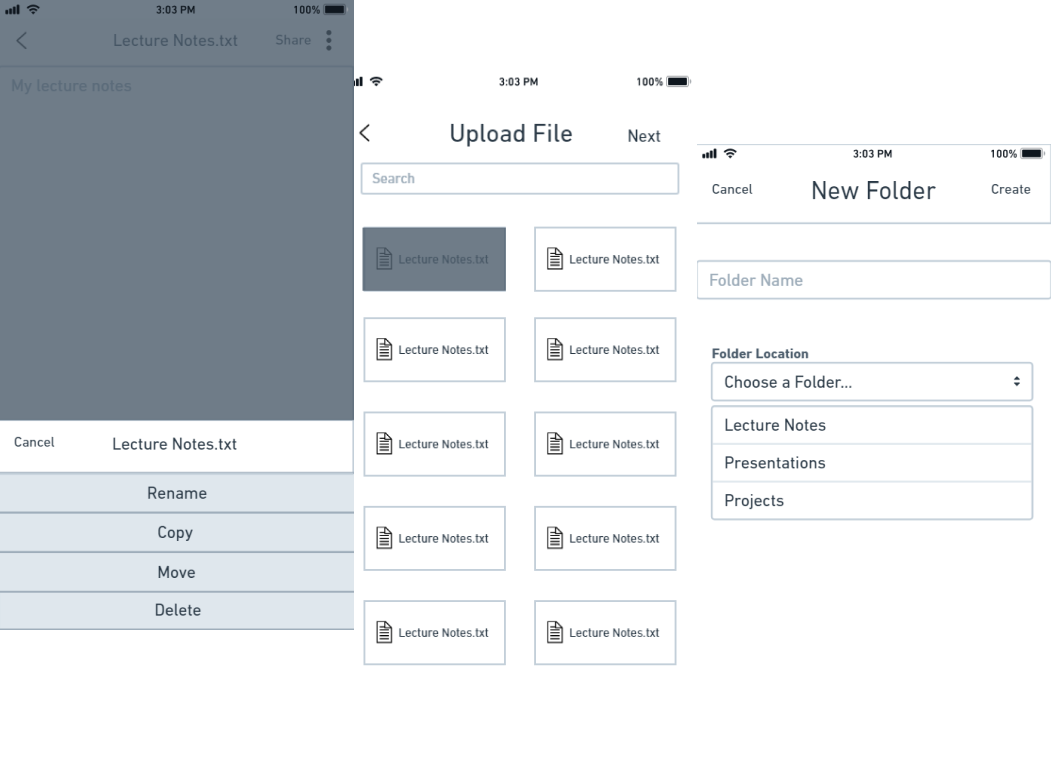 3:03 PM 100%
Lecture Notes.txt Share
My lecture notes
Cancel Lecture Notes.txt
Rename
Copy
Move
Delete
3:03 PM 100%
Upload File Next
Search
Lecture Notes.txt Lecture Notes.txt
Lecture Notes.txt Lecture Notes.txt
Lecture Notes.txt Lecture Notes.txt
Lecture Notes.txt Lecture Notes.txt
Lecture Notes.txt Lecture Notes.txt
3:03 PM 100%
Cancel New Folder Create
Folder Name
Folder Location
Choose a Folder...
Lecture Notes
Presentations
Projects